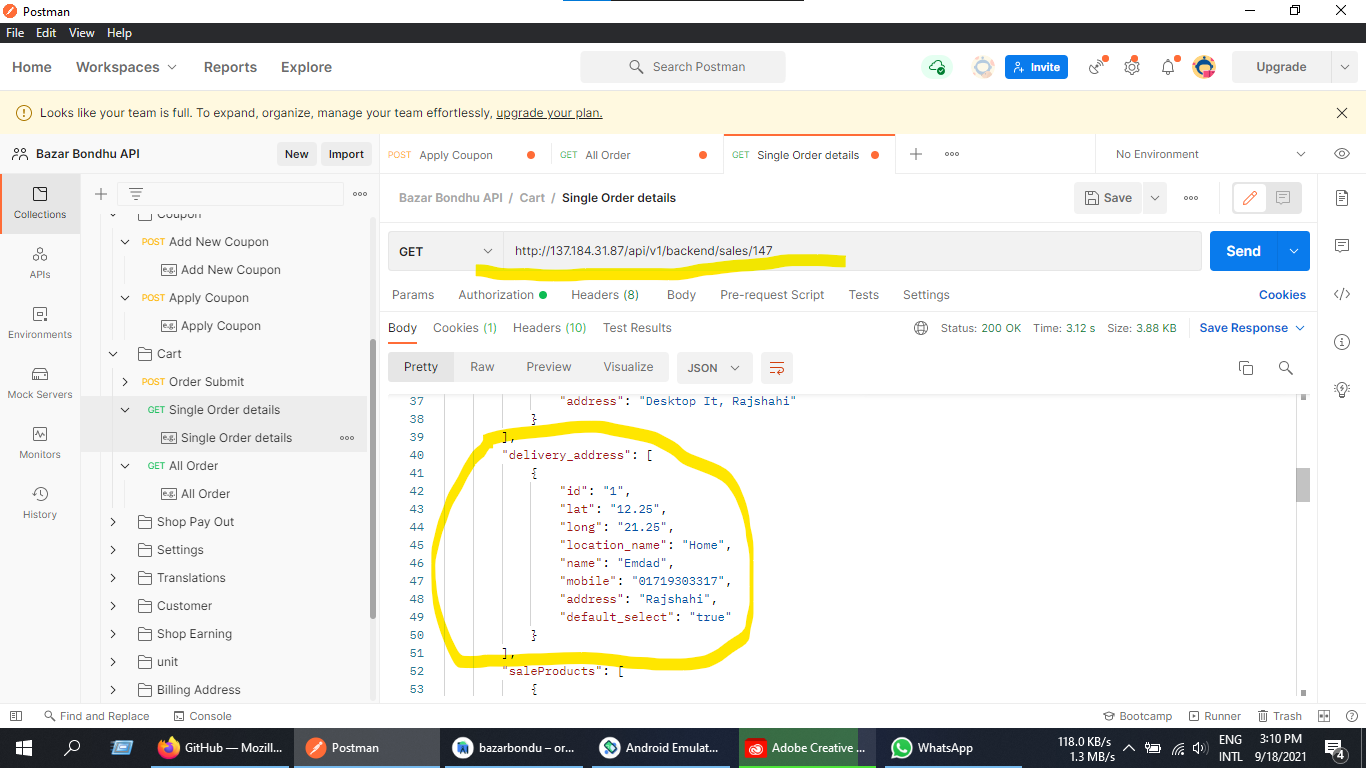 Postman
File Edit View Help
Home Workspaces Reports Explore Search Postman Invite Upgrade
Looks like your team is full. To expand, organize, manage your team effortlessly, upgrade your plan.
Bazar Bondhu API New Import
POST Apply Coupon GET All Order GET Single Order details No Environment
Collections
APIs
Environments
Mock Servers
Monitors
History
Coupon
POST Add New Coupon
e.g. Add New Coupon
POST Apply Coupon
e.g. Apply Coupon
Cart
POST Order Submit
GET Single Order details
e.g. Single Order details
GET All Order
e.g. All Order
Shop Pay Out
Settings
Translations
Customer
Shop Earning
unit
Billing Address
Bazar Bondhu API / Cart / Single Order details Save
GET http://137.184.31.87/api/v1/backend/sales/147 Send
Params Authorization Headers (8) Body Pre-request Script Tests Settings Cookies
Body Cookies (1) Headers (10) Test Results Status: 200 OK Time: 3.12 s Size: 3.88 KB Save Response
Pretty Raw Preview Visualize JSON
37 "address": "Desktop It, Rajshahi"
38 }
39 ],
40 "delivery_address": [
41 {
42 "id": "1",
43 "lat": "12.25",
44 "long": "21.25",
45 "location_name": "Home",
46 "name": "Emdad",
47 "mobile": "01719303317",
48 "address": "Rajshahi",
49 "default_select": "true"
50 }
51 ],
52 "saleProducts": [
53 {
Find and Replace Console Bootcamp Runner Trash
GitHub — Mozill... Postman bazarbondu – or... Android Emulat... Adobe Creative ... WhatsApp
118.0 KB/s
1.3 MB/s
ENG
INTL
3:10 PM
9/18/2021
4